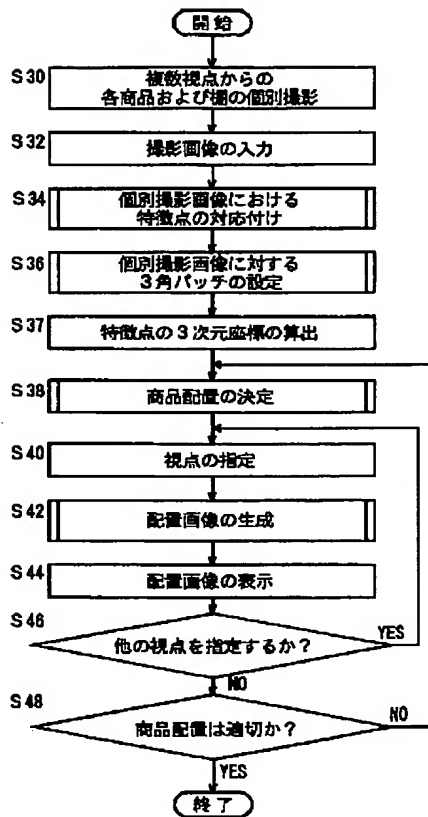 開始
S30
複数視点からの
各商品および棚の個別撮影
S32
撮影画像の入力
S34
個別撮影画像における
特徴点の対応付け
S36
個別撮影画像に対する
3角パッチの設定
S37
特徴点の3次元座標の算出
S38
商品配置の決定
S40
視点の指定
S42
配置画像の生成
S44
配置画像の表示
S46
他の視点を指定するか?
YES
NO
S48
商品配置は適切か?
NO
YES
終了